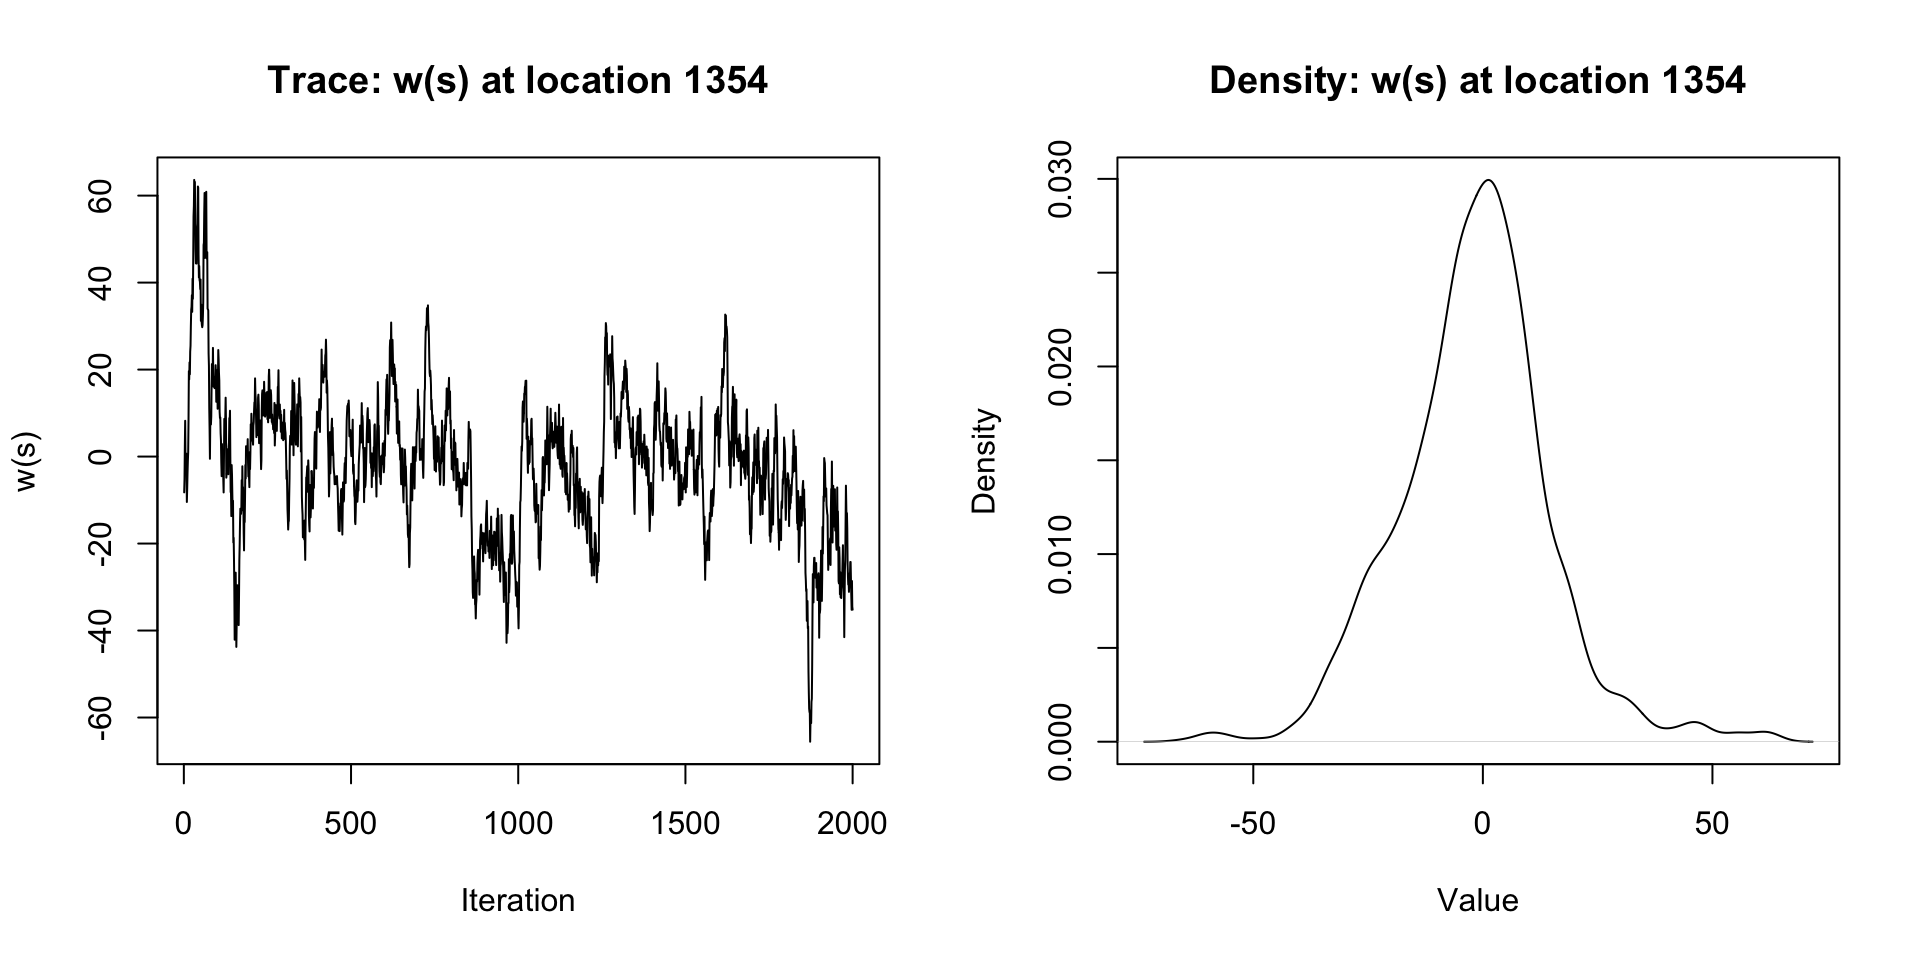 Trace: w(s) at location 1354
w(s)
60
40
20
0
-20
-40
-60
0 500 1000 1500 2000
Iteration
Density: w(s) at location 1354
Density
0.030
0.020
0.010
0.000
-50 0 50
Value